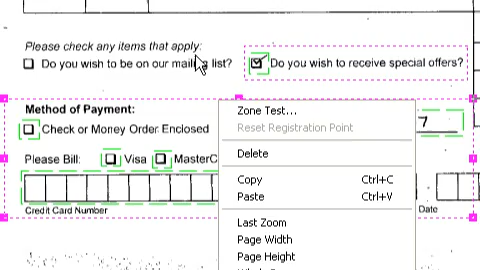 Please check any items that apply:
Do you wish to be on our mailing list?
Do you wish to receive special offers?
Method of Payment:
Check or Money Order Enclosed
7
Please Bill: Visa MasterC
Credit Card Number
Date
Zone Test...
Reset Registration Point
Delete
Copy Ctrl+C
Paste Ctrl+V
Last Zoom
Page Width
Page Height